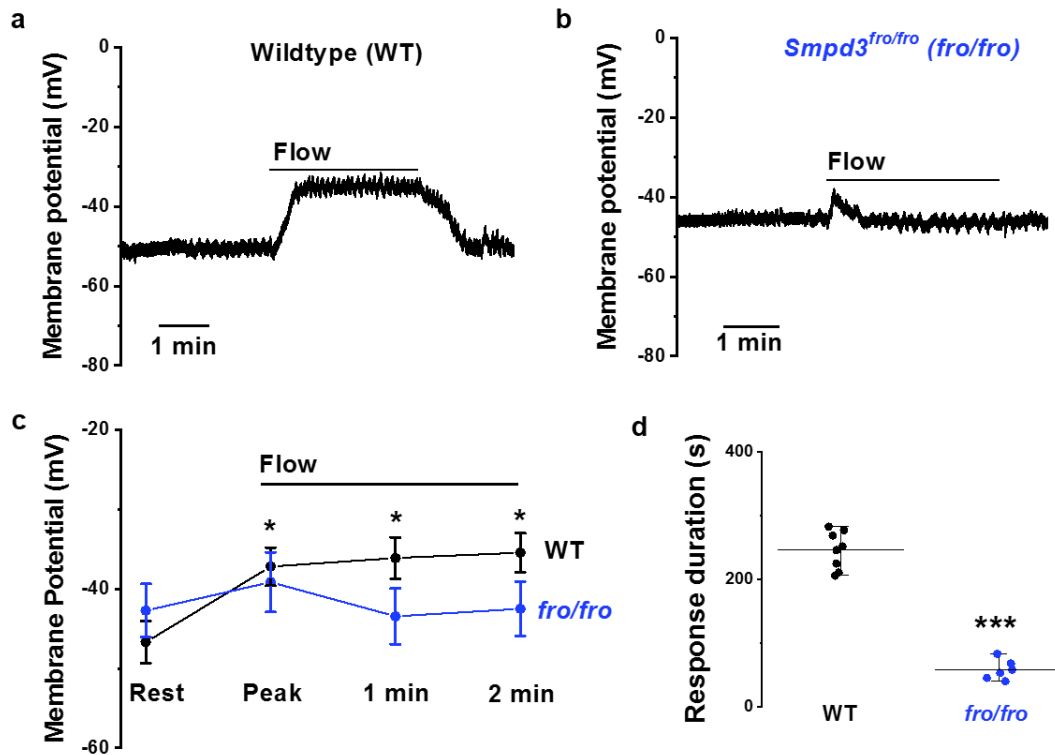 a
Wildtype (WT)
Membrane potential (mV)
0
-20
-40
-60
-80
Flow
1 min
b
Smpd3fro/fro (fro/fro)
Membrane potential (mV)
0
-20
-40
-60
-80
Flow
1 min
c
Membrane Potential (mV)
-20
-40
-60
Flow
*
*
*
WT
fro/fro
Rest
Peak
1 min
2 min
d
Response duration (s)
400
200
0
***
WT
fro/fro